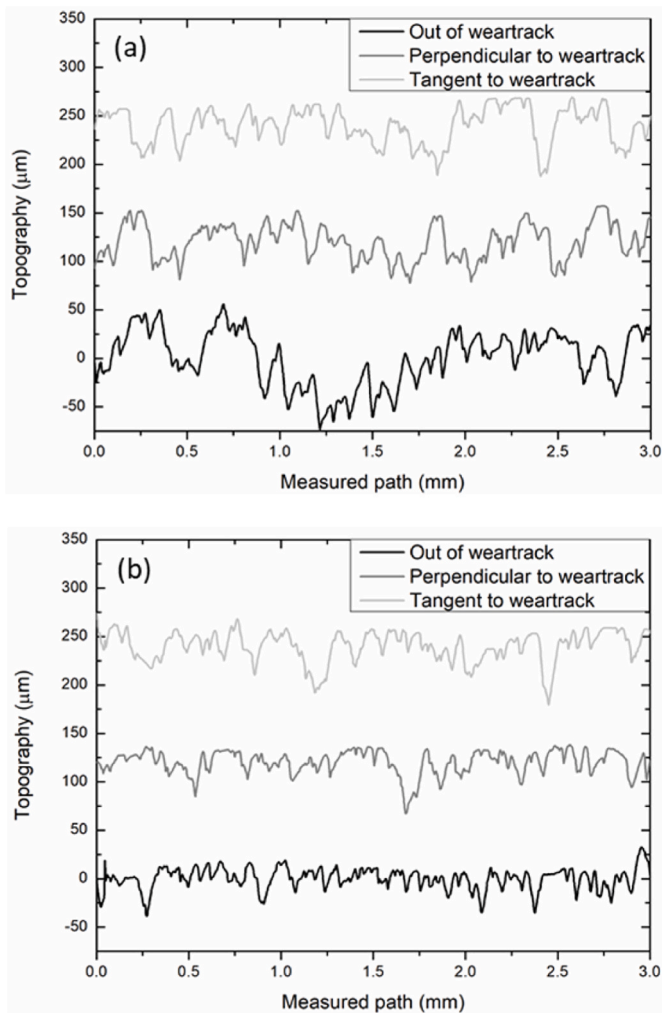 (a)
Out of weartrack
Perpendicular to weartrack
Tangent to weartrack
350
300
250
200
150
100
50
0
-50
Topography (μm)
0.0 0.5 1.0 1.5 2.0 2.5 3.0
Measured path (mm)
(b)
Out of weartrack
Perpendicular to weartrack
Tangent to weartrack
350
300
250
200
150
100
50
0
-50
Topography (μm)
0.0 0.5 1.0 1.5 2.0 2.5 3.0
Measured path (mm)